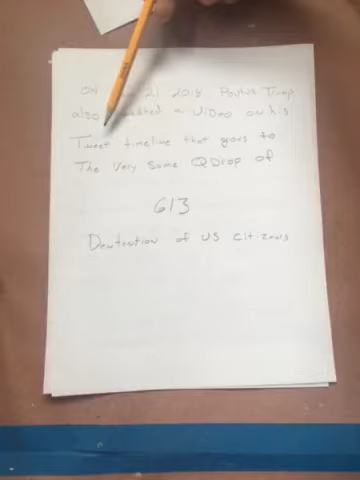 ON 21 2018 Potus Trump
also a Video on his
Tweet timeline that goes to
The Very Same QDrop of
613
of US Citizens